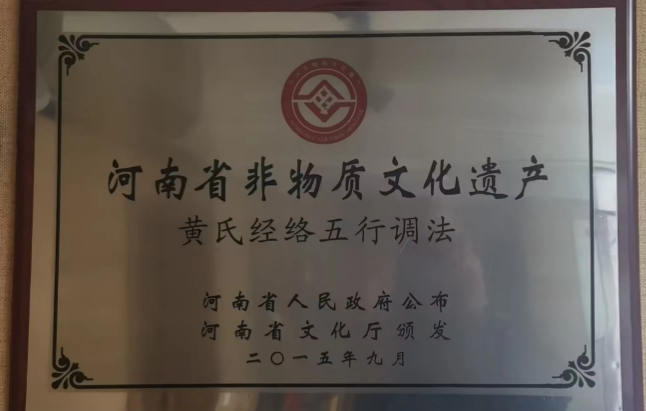 河南省非物质文化遗产
黄氏经络五行调法
河南省人民政府公布
河南省文化厅颁发
二〇一五年九月